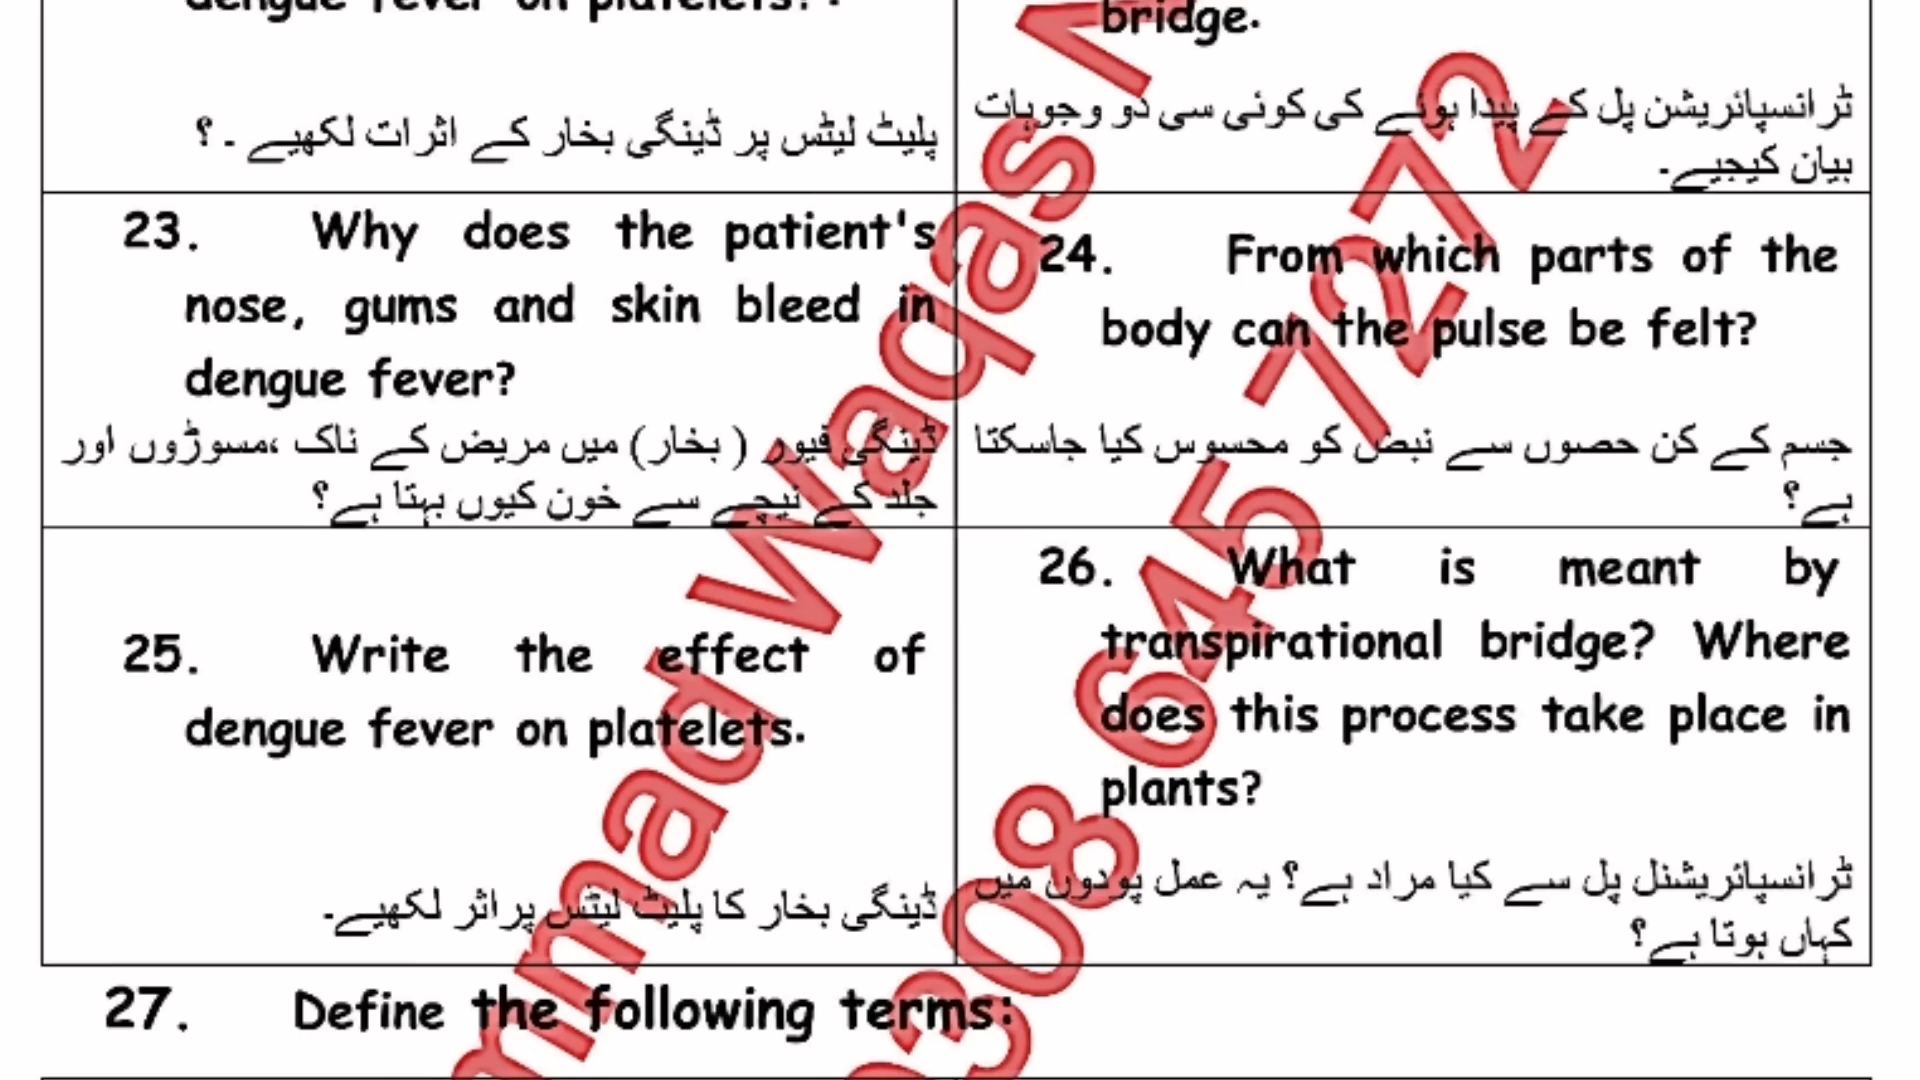 dengue fever on platelets?.
پلیٹ لیٹس پر ڈینگی بخار کے اثرات لکھیے ۔ ؟
bridge.
ٹرانسپائریشن پل کے پیدا ہونے کی کوئی سی دو وجوہات
بیان کیجیے۔
23. Why does the patient's
nose, gums and skin bleed in
dengue fever?
ڈینگی فیور ( بخار) میں مریض کے ناک ،مسوڑوں اور
جلد کے نیچے سے خون کیوں بہتا ہے؟
24. From which parts of the
body can the pulse be felt?
جسم کے کن حصوں سے نبض کو محسوس کیا جاسکتا
ہے؟
25. Write the effect of
dengue fever on platelets.
ڈینگی بخار کا پلیٹ لیٹس پراثر لکھیے۔
26. What is meant by
transpirational bridge? Where
does this process take place in
plants?
ٹرانسپائریشنل پل سے کیا مراد ہے؟ یہ عمل پودوں میں
کہاں ہوتا ہے؟
27. Define the following terms:
Waqas
0308 645 7272